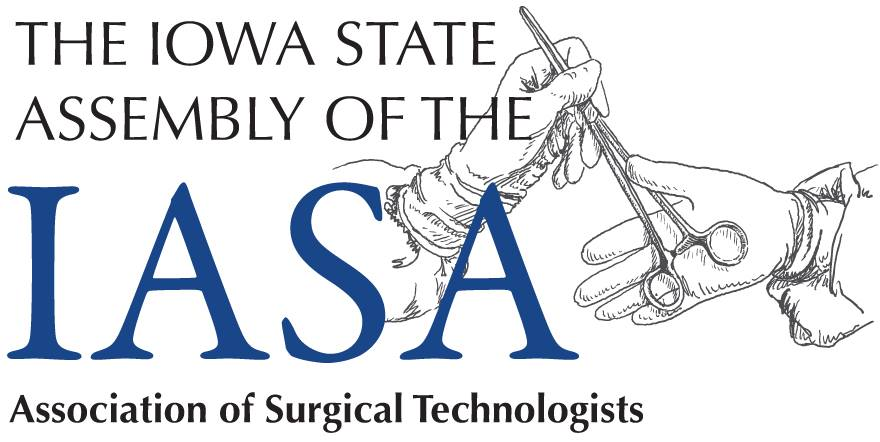 THE IOWA STATE
ASSEMBLY OF THE
IASA
Association of Surgical Technologists